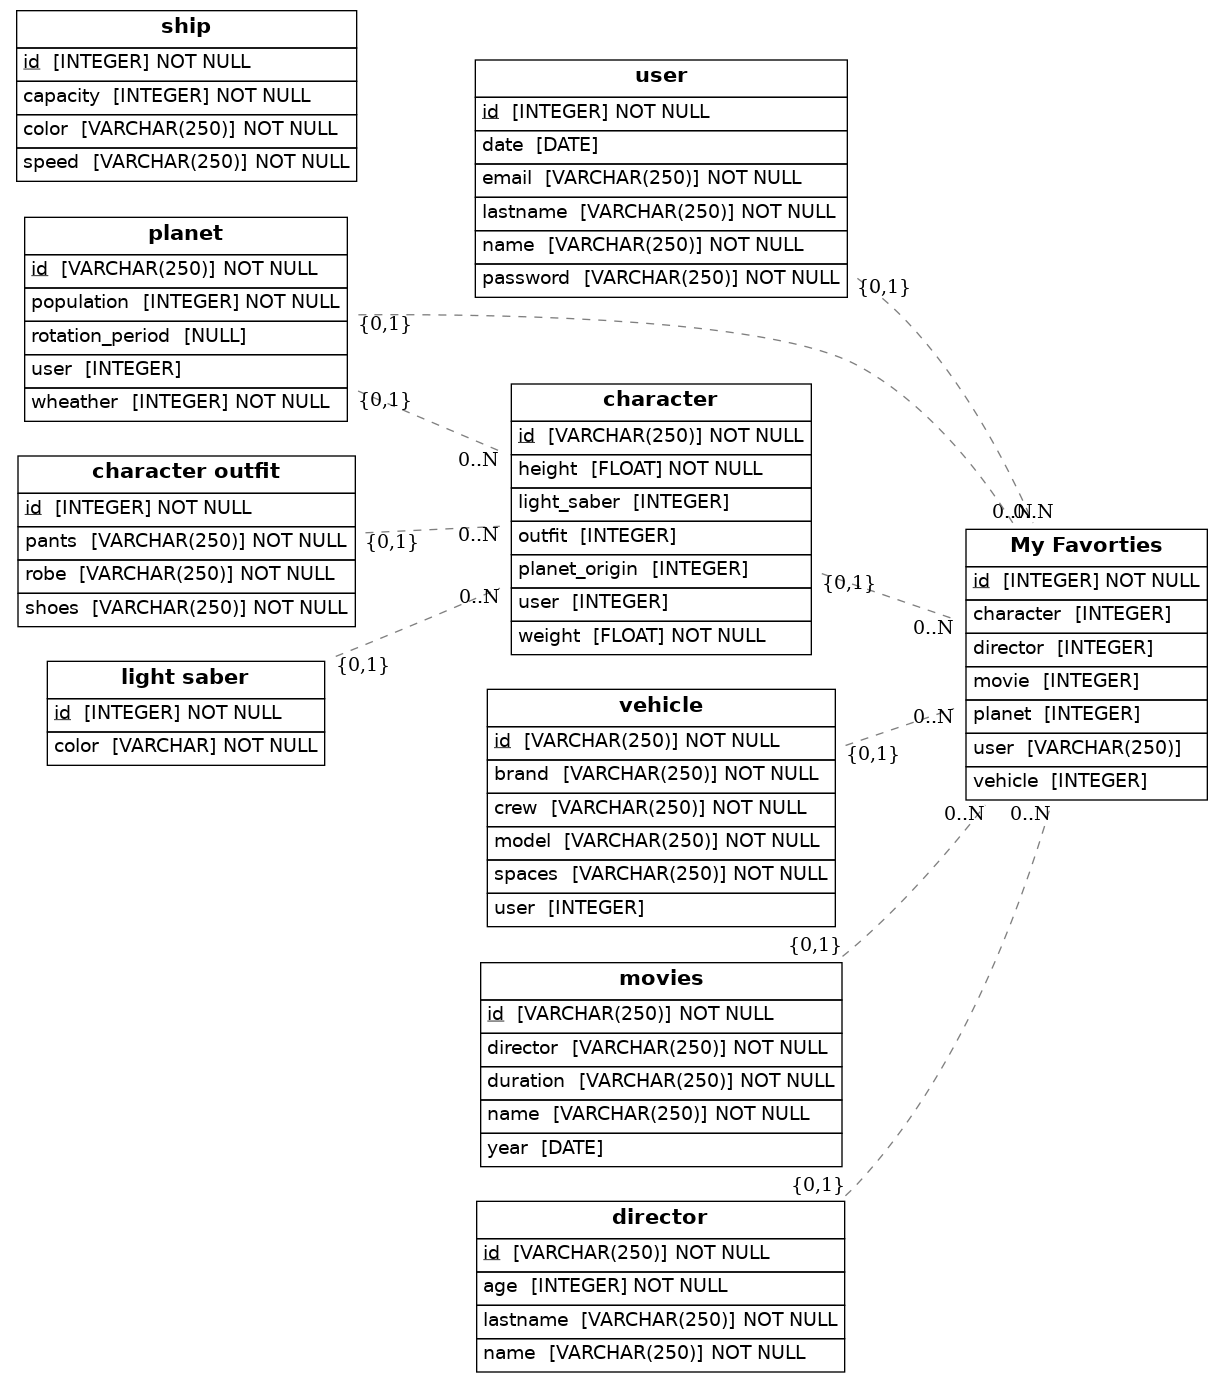 ship
id [INTEGER] NOT NULL
capacity [INTEGER] NOT NULL
color [VARCHAR(250)] NOT NULL
speed [VARCHAR(250)] NOT NULL
user
id [INTEGER] NOT NULL
date [DATE]
email [VARCHAR(250)] NOT NULL
lastname [VARCHAR(250)] NOT NULL
name [VARCHAR(250)] NOT NULL
password [VARCHAR(250)] NOT NULL
{0,1}
planet
id [VARCHAR(250)] NOT NULL
population [INTEGER] NOT NULL
rotation_period [NULL]
user [INTEGER]
wheather [INTEGER] NOT NULL
{0,1}
{0,1}
0..N
character
id [VARCHAR(250)] NOT NULL
height [FLOAT] NOT NULL
light_saber [INTEGER]
outfit [INTEGER]
planet_origin [INTEGER]
user [INTEGER]
weight [FLOAT] NOT NULL
{0,1}
0..N
character outfit
id [INTEGER] NOT NULL
pants [VARCHAR(250)] NOT NULL
robe [VARCHAR(250)] NOT NULL
shoes [VARCHAR(250)] NOT NULL
{0,1}
0..N
light saber
id [INTEGER] NOT NULL
color [VARCHAR] NOT NULL
{0,1}
0..N
0..N
0..N
My Favorties
id [INTEGER] NOT NULL
character [INTEGER]
director [INTEGER]
movie [INTEGER]
planet [INTEGER]
user [VARCHAR(250)]
vehicle [INTEGER]
vehicle
id [VARCHAR(250)] NOT NULL
brand [VARCHAR(250)] NOT NULL
crew [VARCHAR(250)] NOT NULL
model [VARCHAR(250)] NOT NULL
spaces [VARCHAR(250)] NOT NULL
user [INTEGER]
{0,1}
0..N
0..N
0..N
{0,1}
movies
id [VARCHAR(250)] NOT NULL
director [VARCHAR(250)] NOT NULL
duration [VARCHAR(250)] NOT NULL
name [VARCHAR(250)] NOT NULL
year [DATE]
{0,1}
director
id [VARCHAR(250)] NOT NULL
age [INTEGER] NOT NULL
lastname [VARCHAR(250)] NOT NULL
name [VARCHAR(250)] NOT NULL